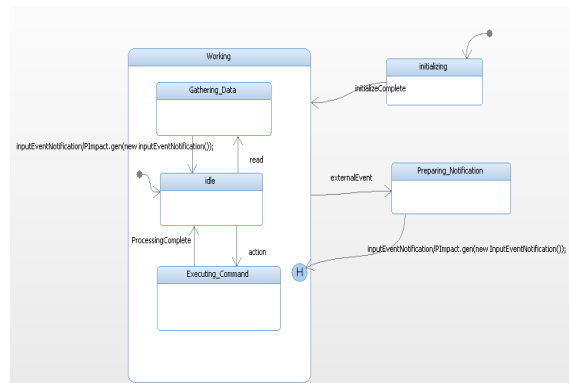 Working
initializing
initializeComplete
Gathering_Data
inputEventNotification/PImpact.gen(new inputEventNotification());
read
idle
externalEvent
Preparing_Notification
ProcessingComplete
action
inputEventNotification/PImpact.gen(new InputEventNotification());
Executing_Command
H